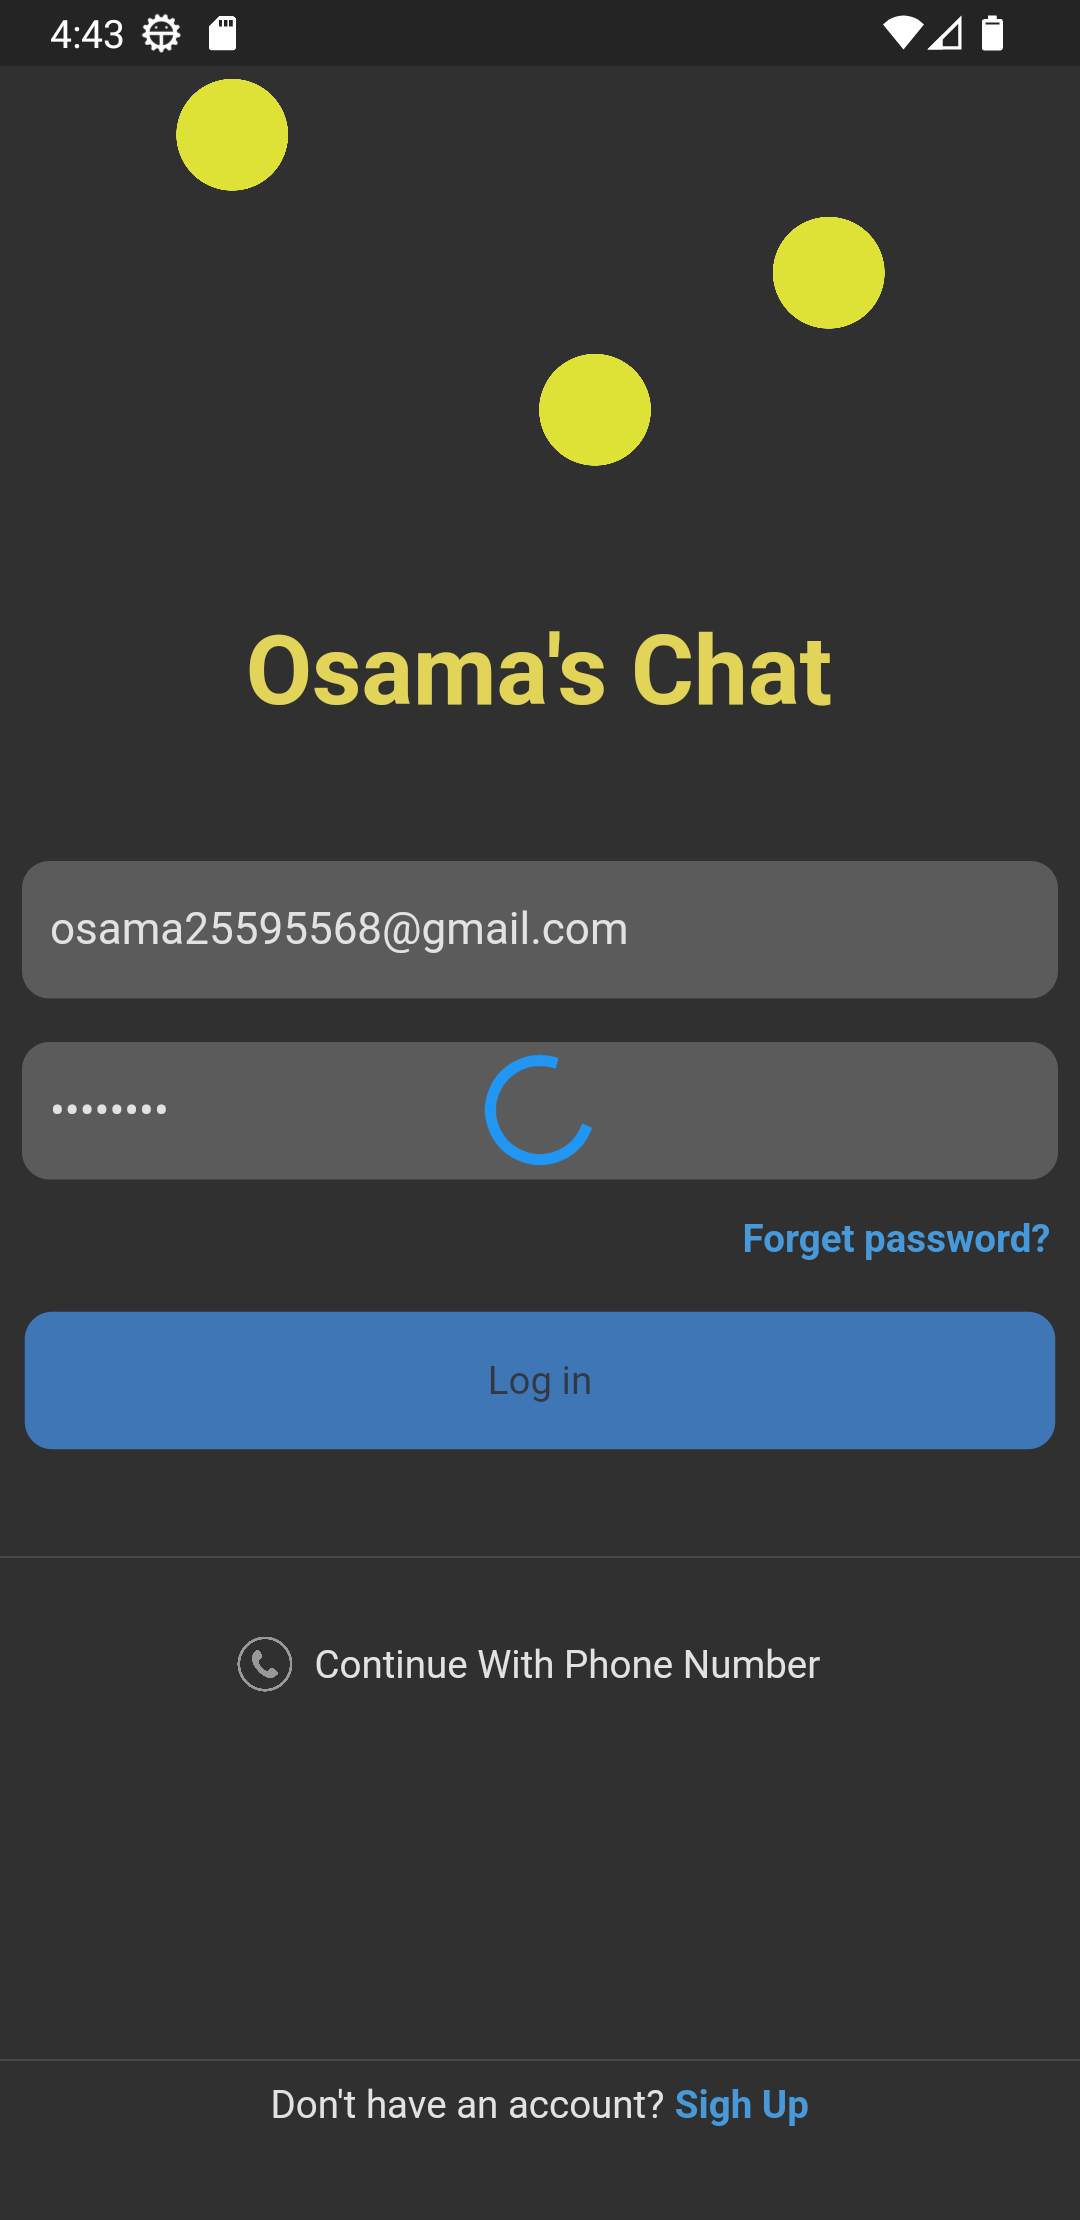 4:43
Osama's Chat
osama25595568@gmail.com
••••••••
Forget password?
Log in
Continue With Phone Number
Don't have an account? Sigh Up